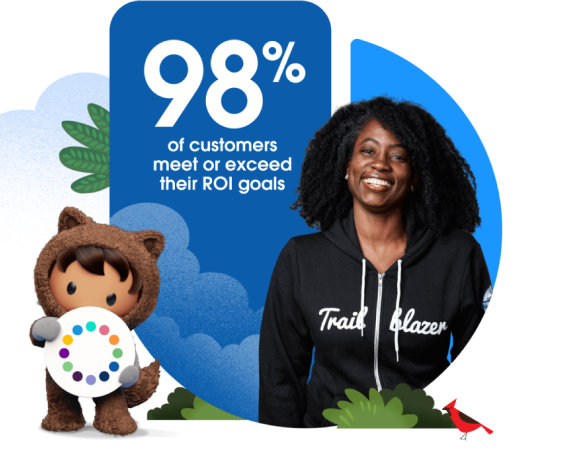 98%
of customers
meet or exceed
their ROI goals
Trail blazer